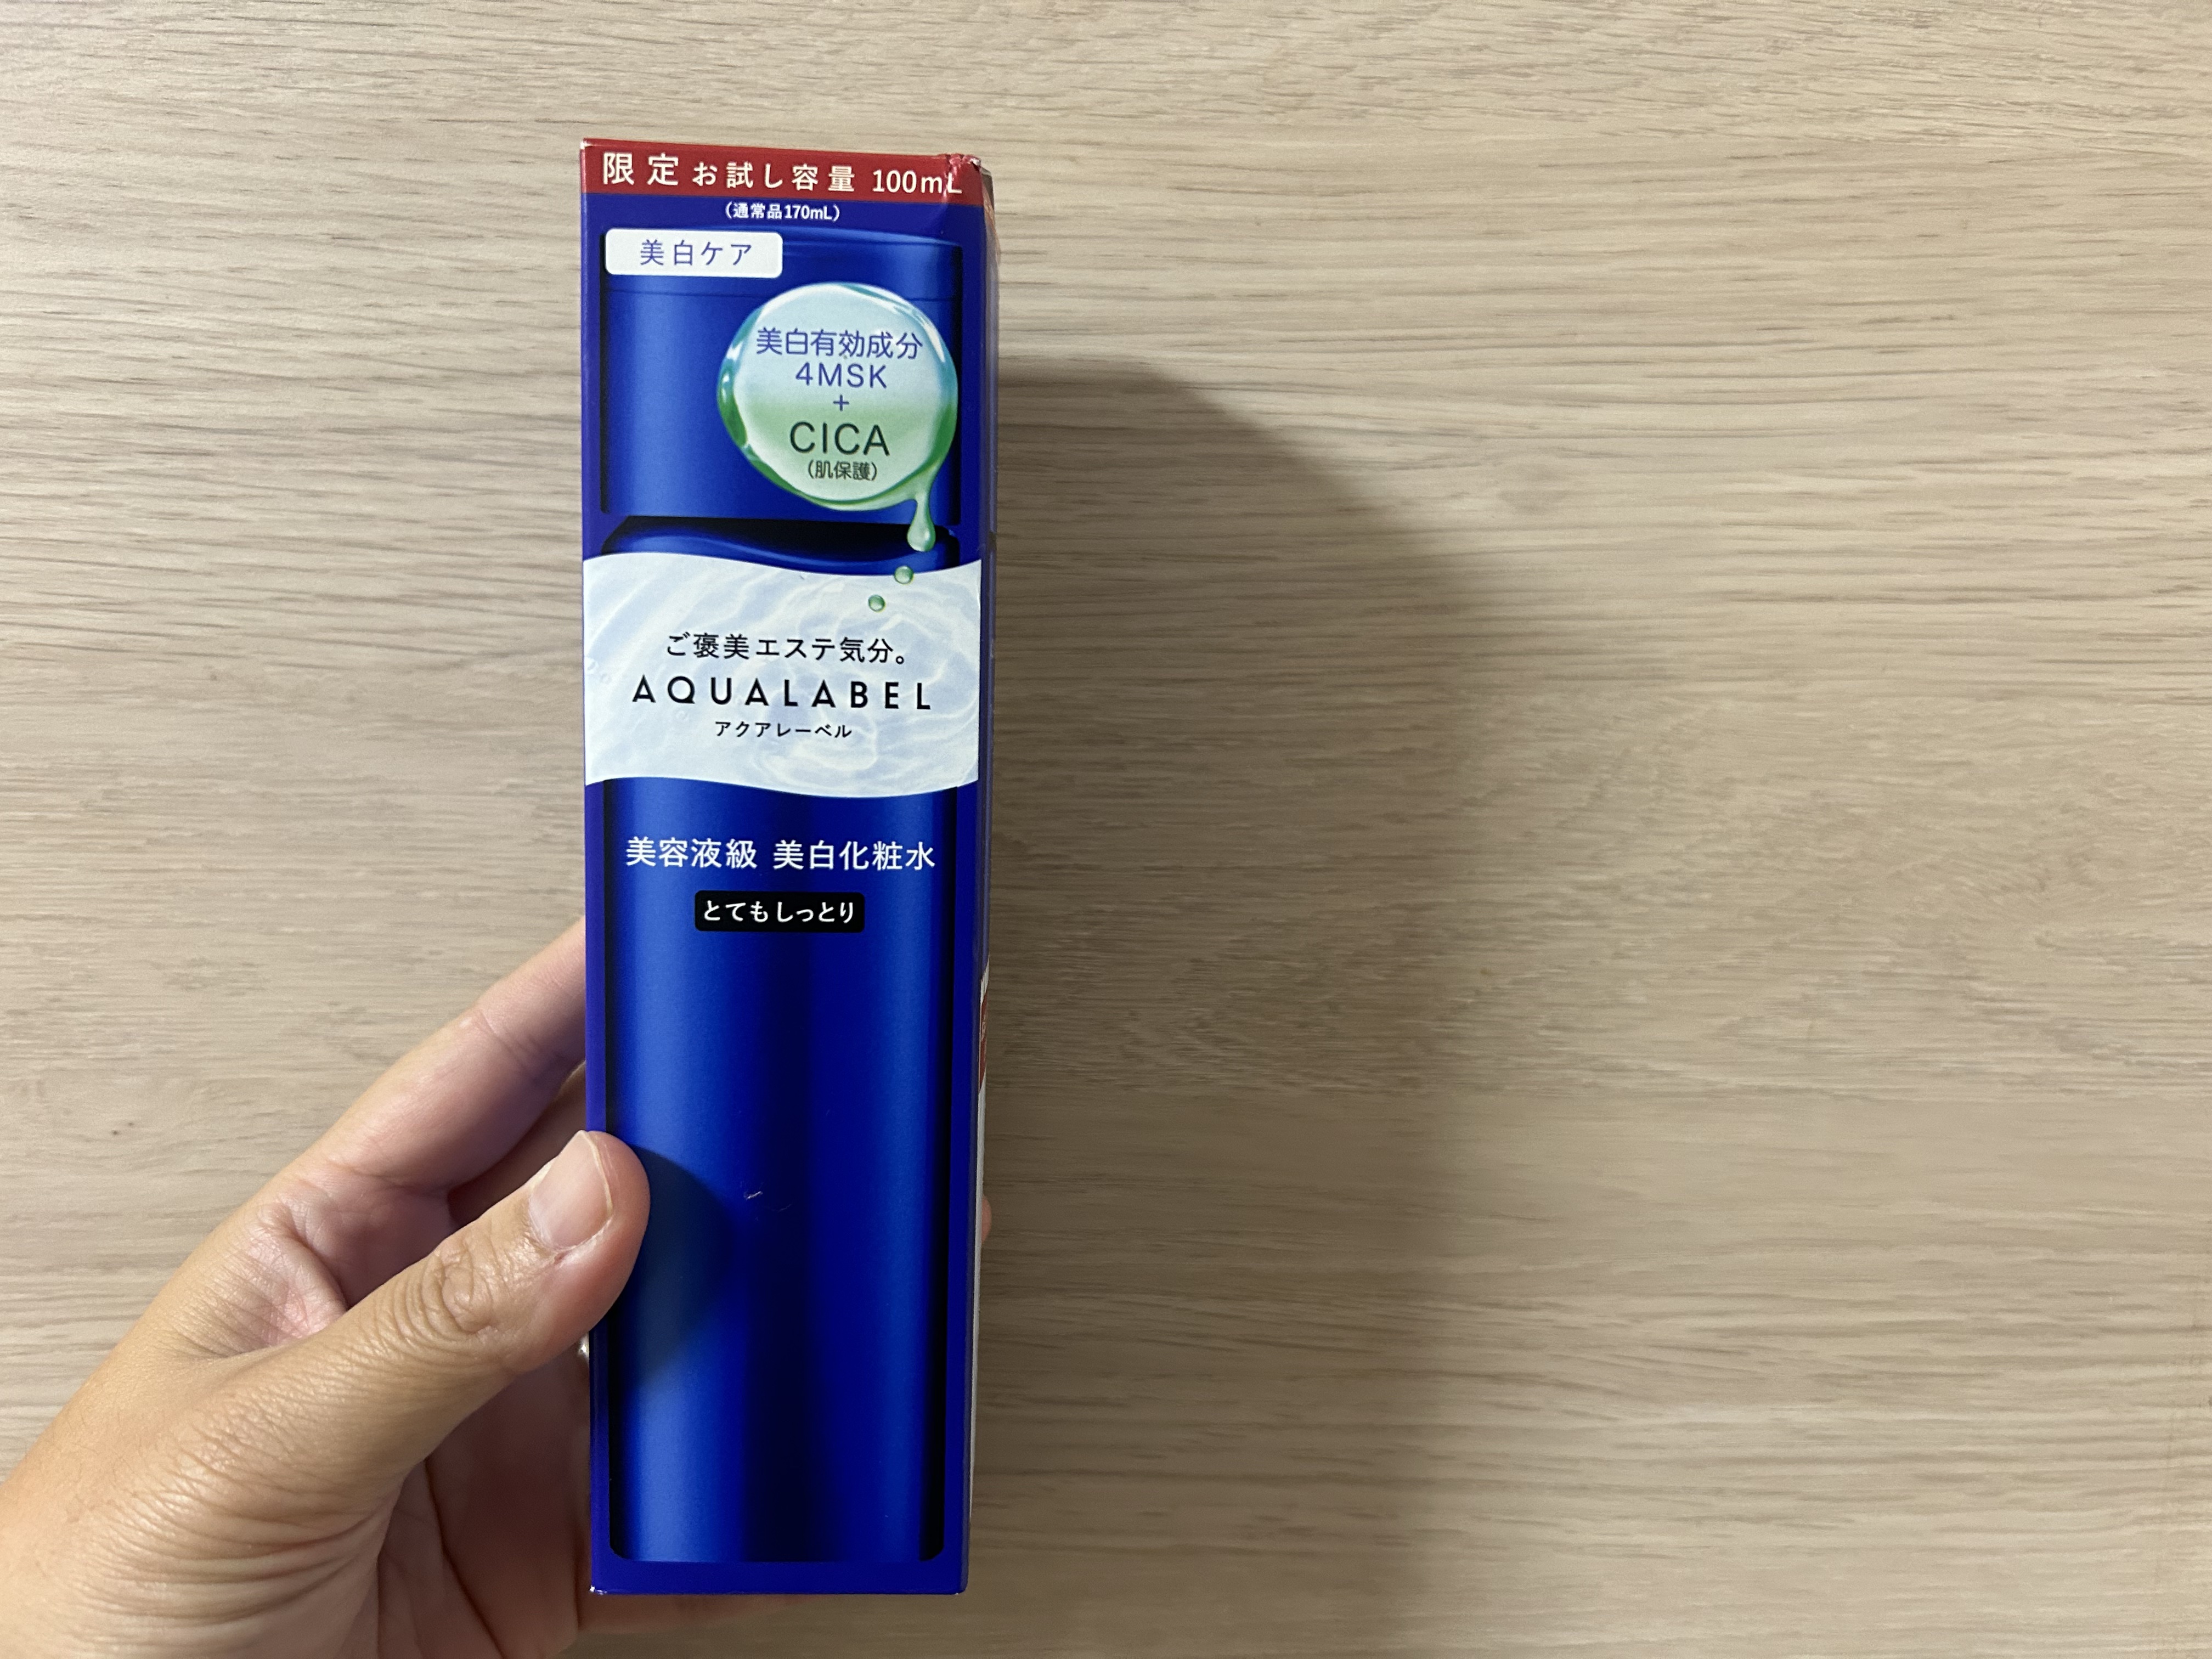 限定 お試し容量 100mL
（通常品170mL）
美白ケア
美白有効成分
4MSK
+
CICA
（肌保護）
ご褒美エステ気分。
AQUALABEL
アクアレーベル
美容液級 美白化粧水
とてもしっとり